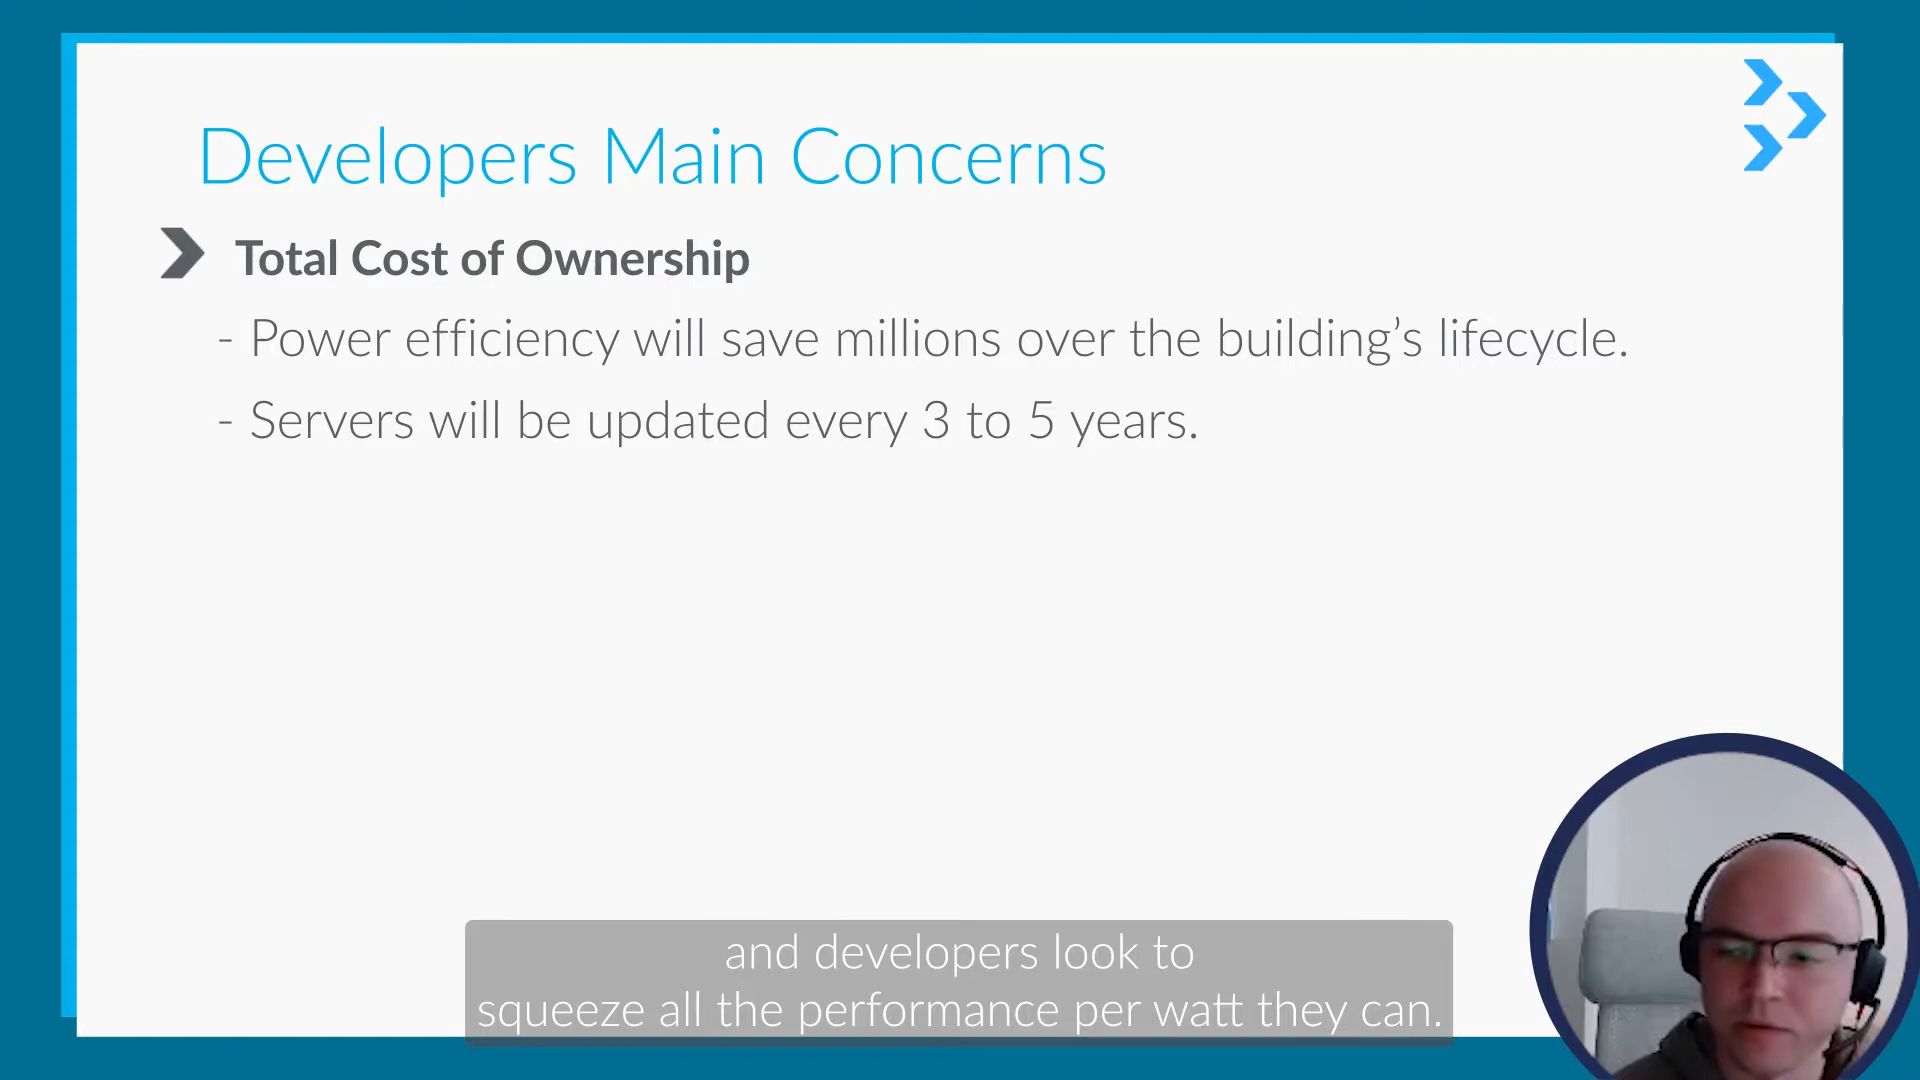 Developers Main Concerns
Total Cost of Ownership
- Power efficiency will save millions over the building’s lifecycle.
- Servers will be updated every 3 to 5 years.
and developers look to
squeeze all the performance per watt they can.